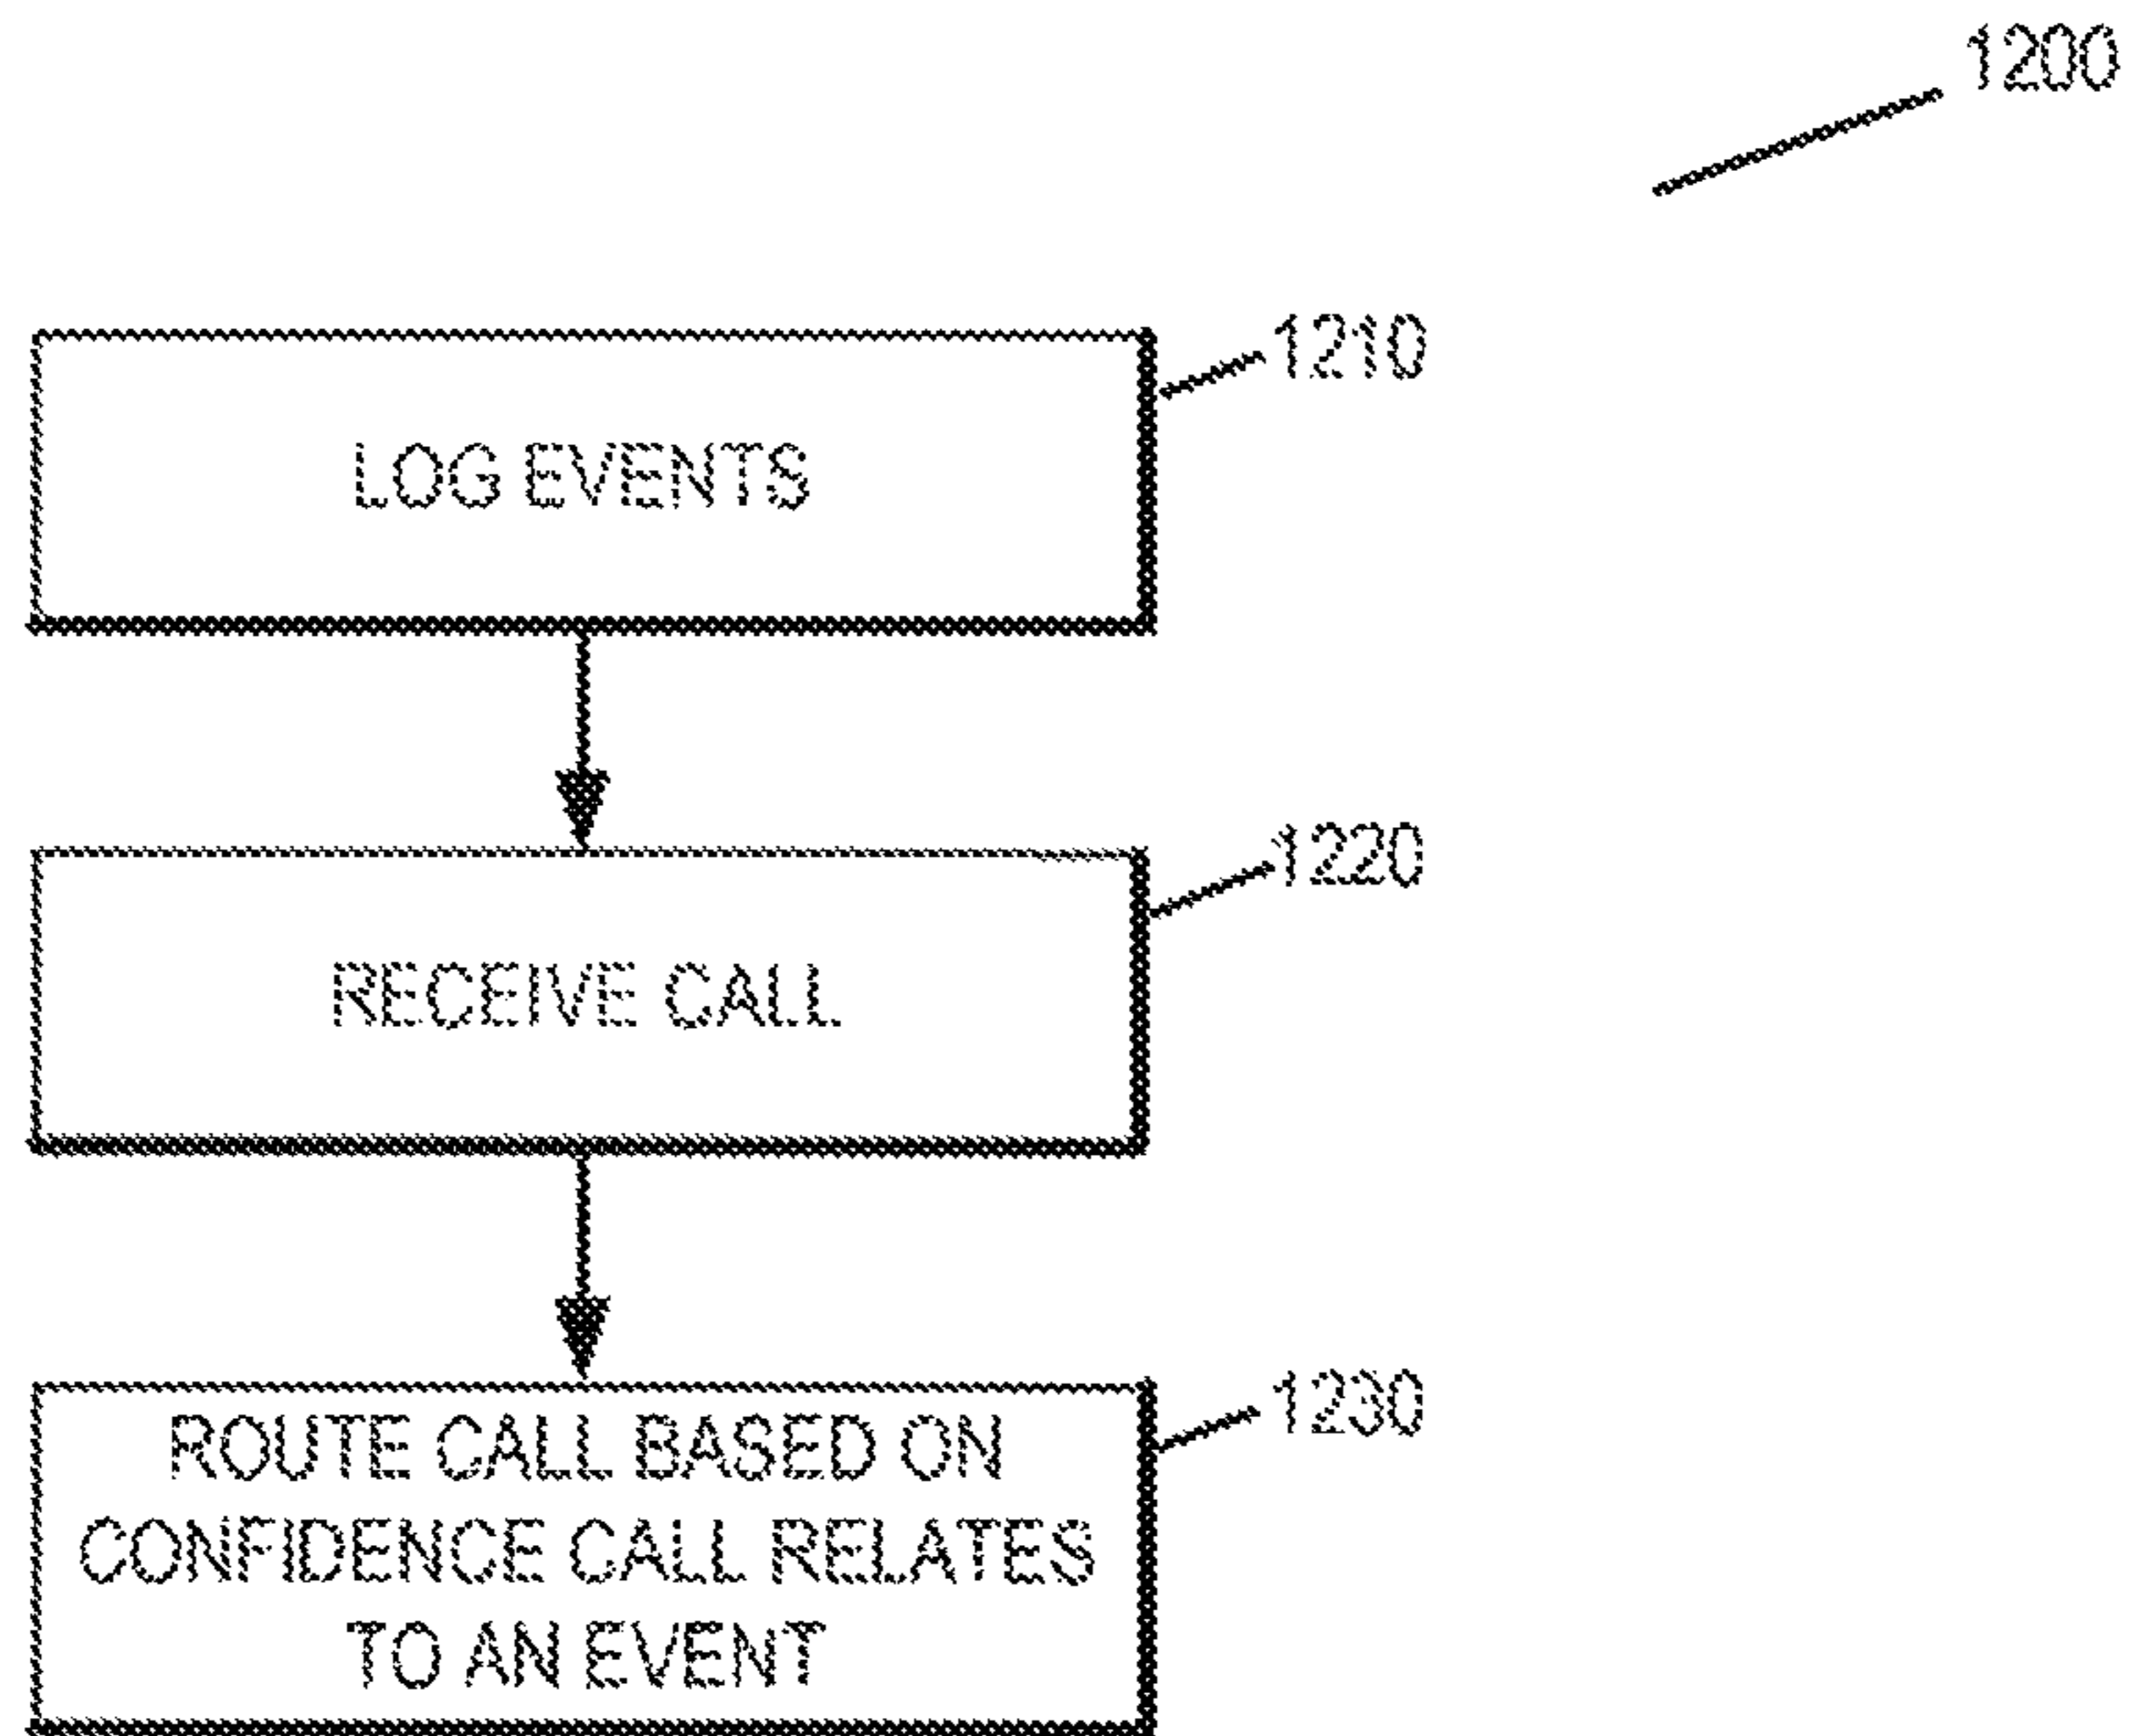 1200
1210
LOG EVENTS
1220
RECEIVE CALL
1230
ROUTE CALL BASED ON
CONFIDENCE CALL RELATES
TO AN EVENT